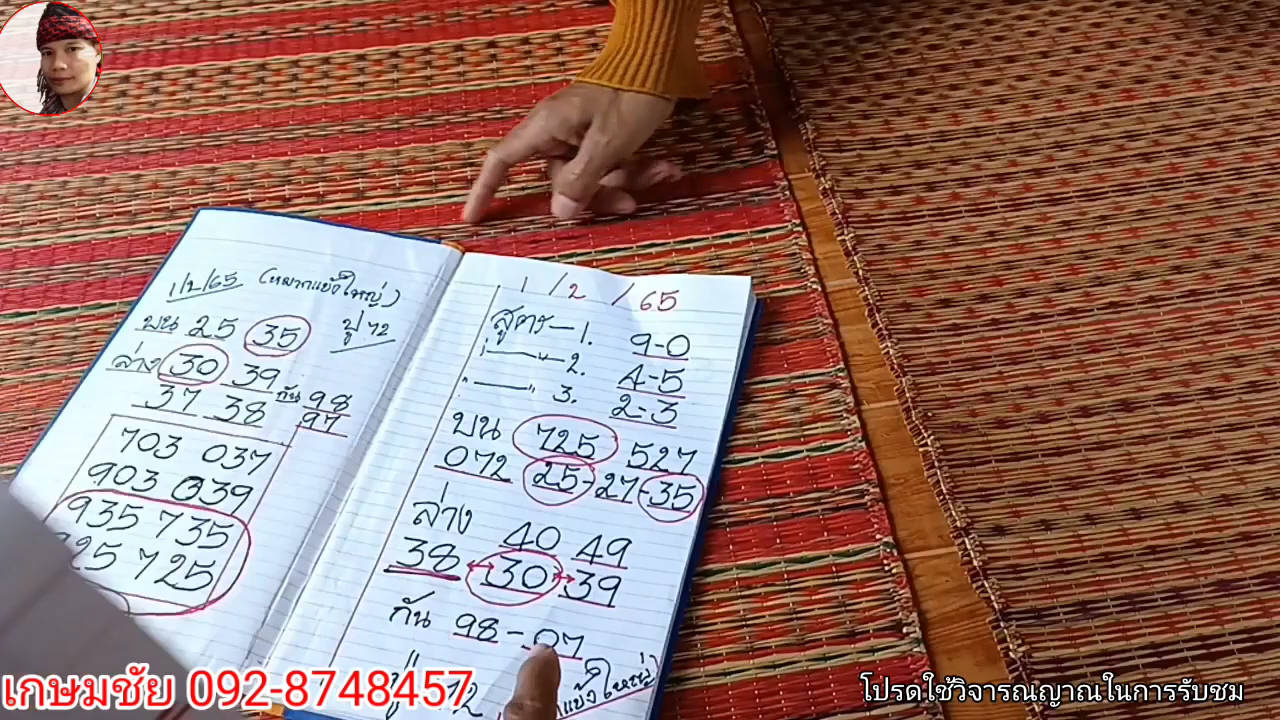 1/2/65 (หมวกแข้งใหญ่)
บน 25 35 ปู่ 72
ล่าง 30 39
37 38 กัน 98
97
703 037
903 039
935 735
25 725
1 / 2 / 65
สูตร — 1. 9-0
" — " — 2. 4-5
" — " 3. 2-3
บน 725 527
072 25-27-35
ล่าง 40 49
38 ↔ 30 ↔ 39
กัน 98 - 07
72
เกษมชัย 092-8748457
โปรดใช้วิจารณญาณในการรับชม